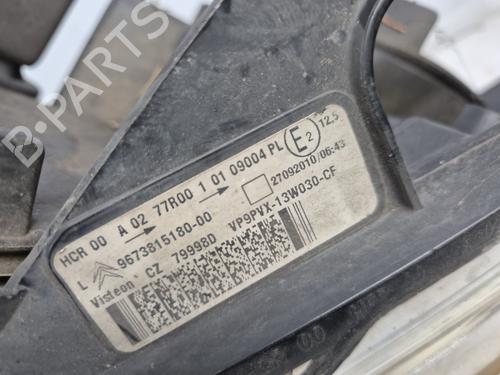 B-PARTS
HCR 00 A 02 77R00 1 01 09004 PL E2 12.5
L 9673815180-00 27092010/06:43
Visteon CZ 79998D VP9PVX-13W030-CF